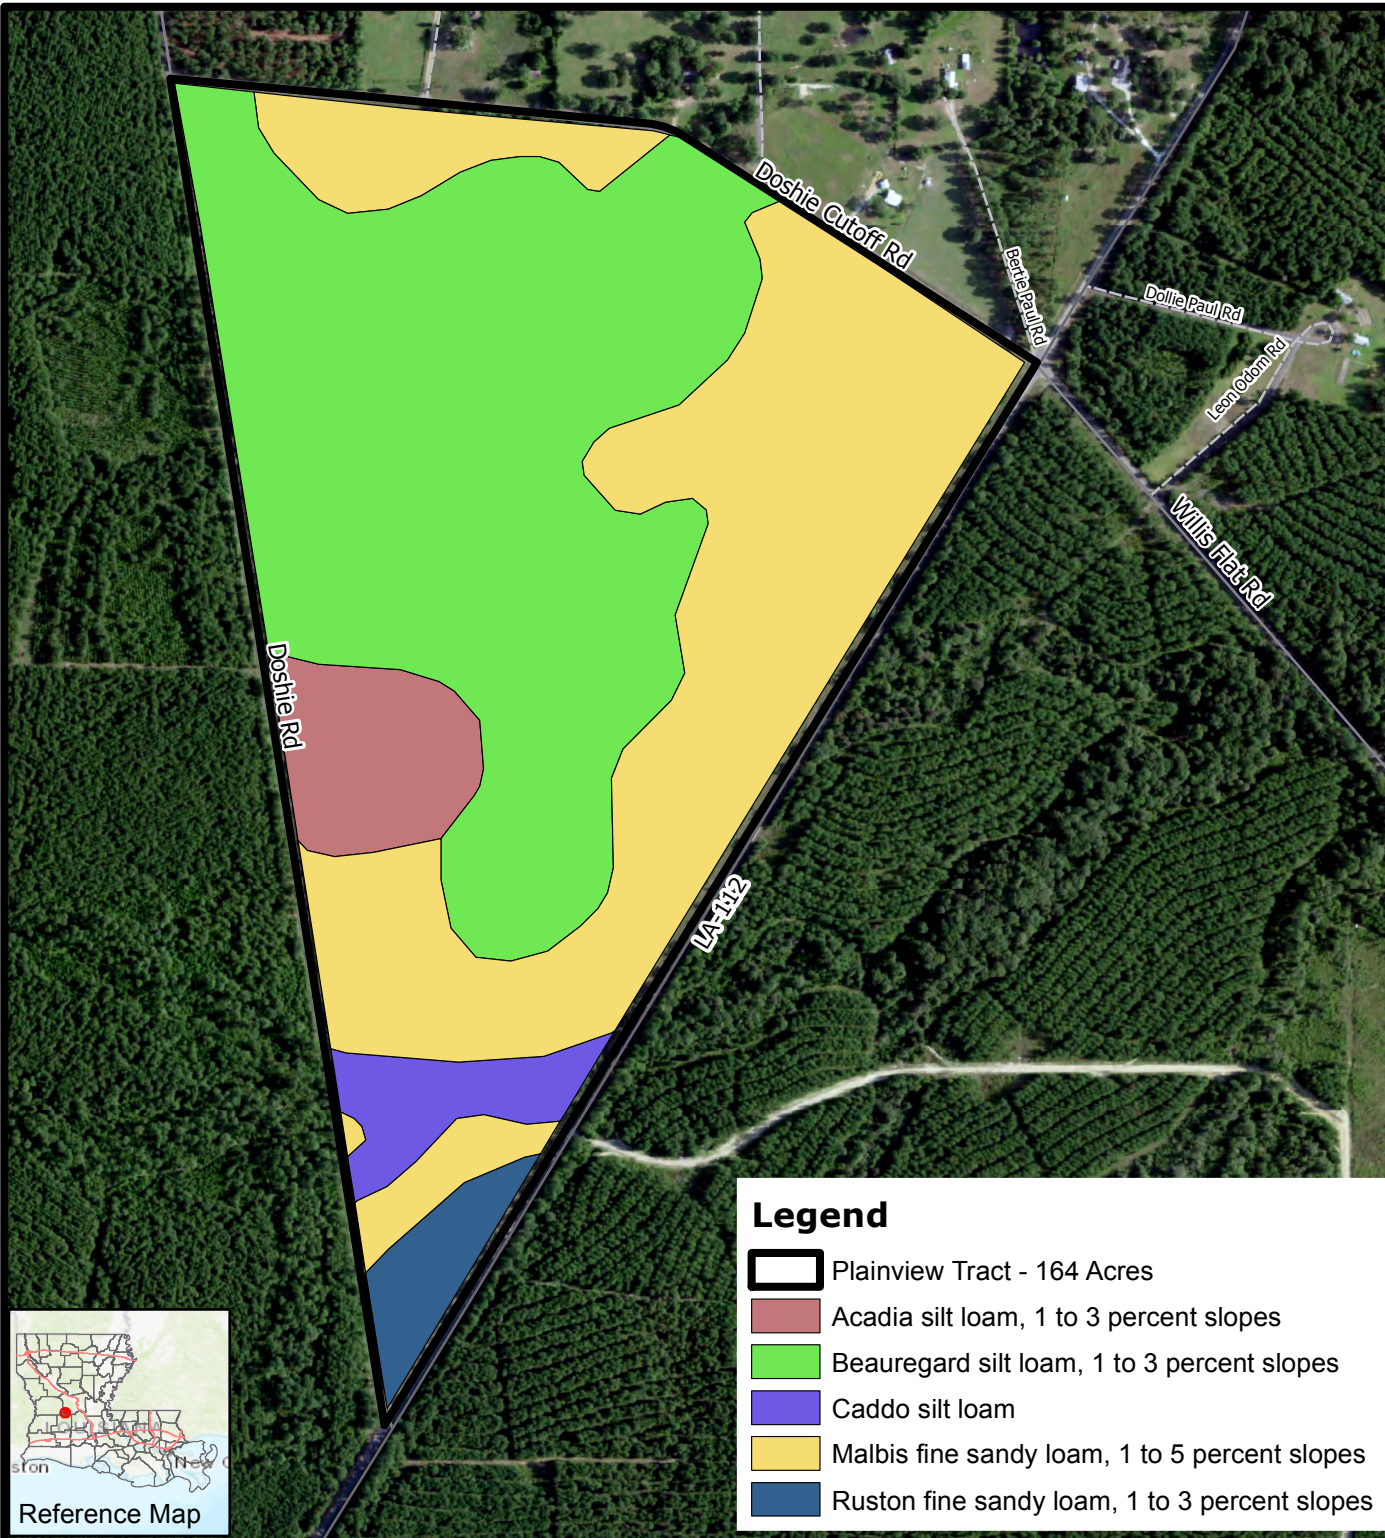 Doshie Cutoff Rd
Bertie Paul Rd
Dollie Paul Rd
Leon Odom Rd
Willis Flat Rd
Doshie Rd
LA-112
Legend
Plainview Tract - 164 Acres
Acadia silt loam, 1 to 3 percent slopes
Beauregard silt loam, 1 to 3 percent slopes
Caddo silt loam
Malbis fine sandy loam, 1 to 5 percent slopes
Ruston fine sandy loam, 1 to 3 percent slopes
ston
New
Reference Map